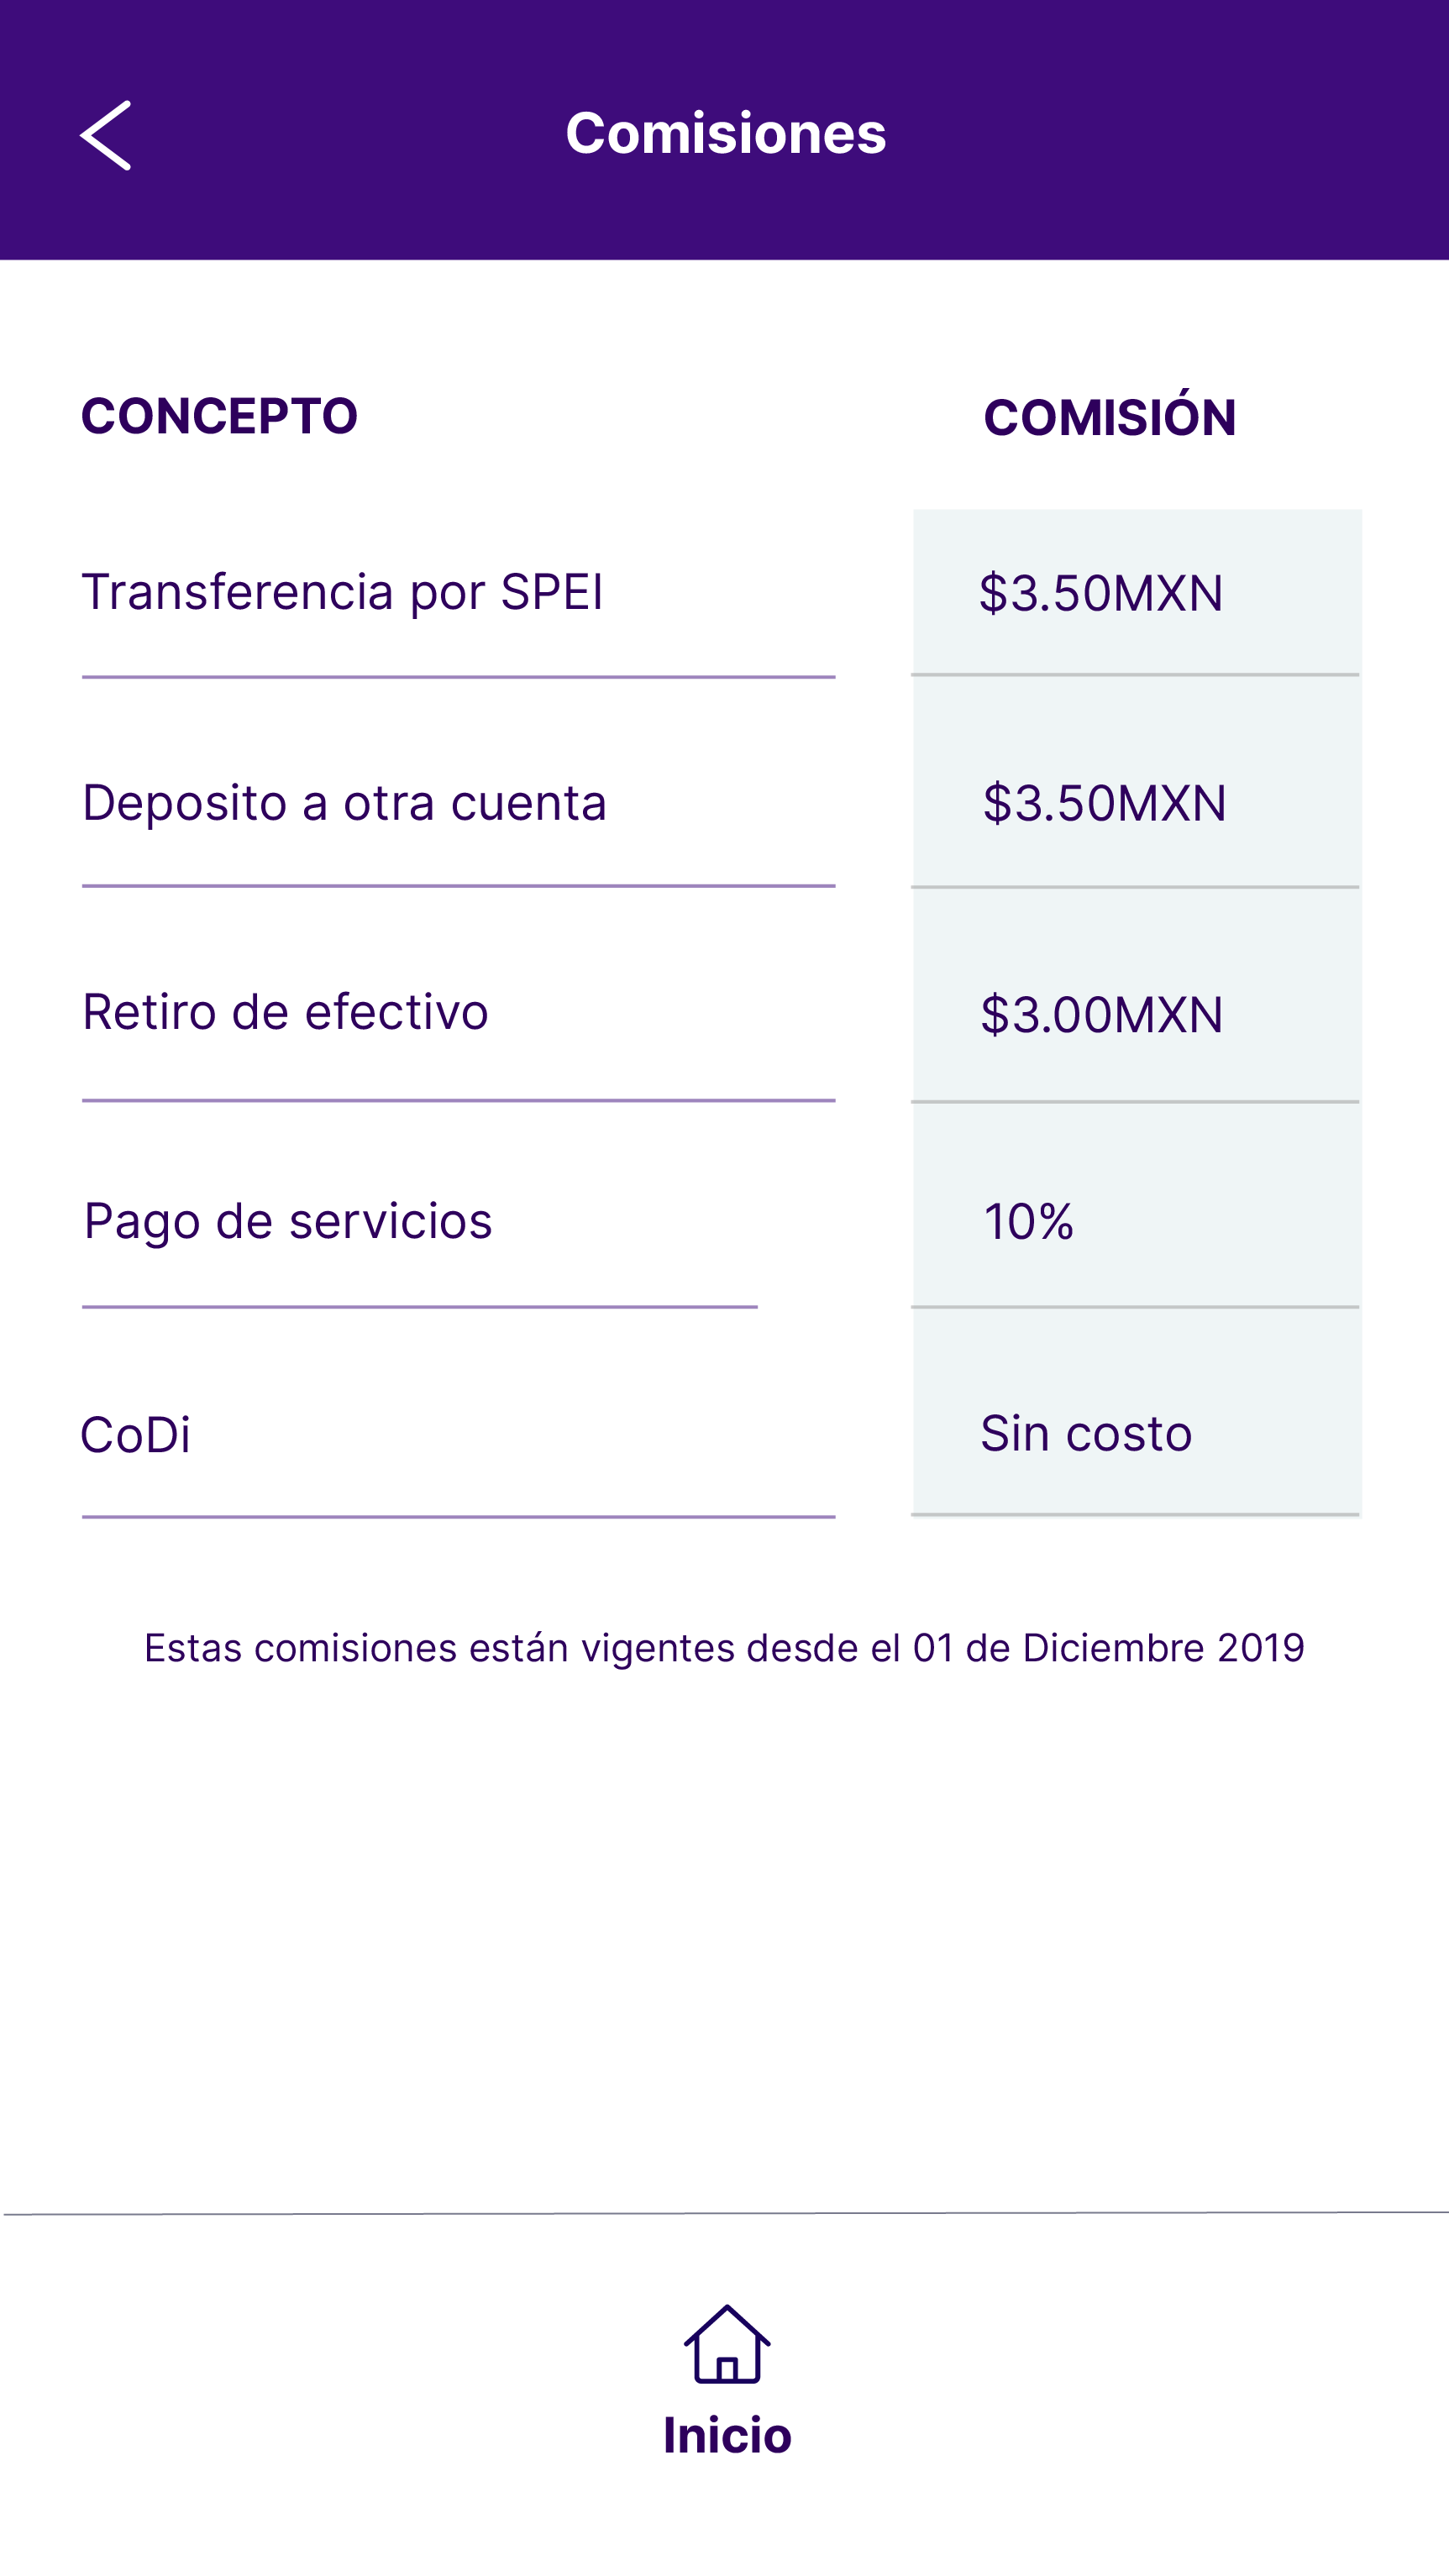 Comisiones
CONCEPTO COMISIÓN
Transferencia por SPEI $3.50MXN
Deposito a otra cuenta $3.50MXN
Retiro de efectivo $3.00MXN
Pago de servicios 10%
CoDi Sin costo
Estas comisiones están vigentes desde el 01 de Diciembre 2019
Inicio